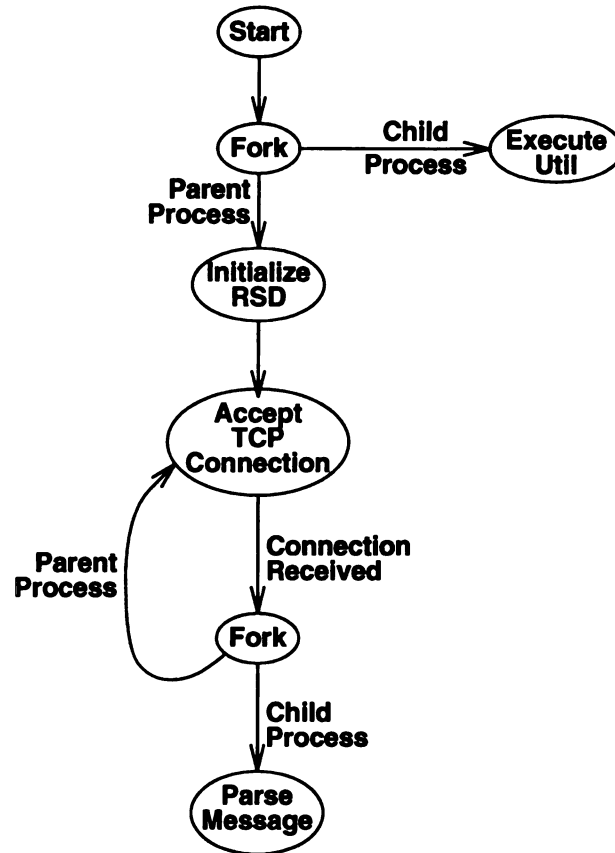 Start
Fork
Child
Process
Execute
Util
Parent
Process
Initialize
RSD
Accept
TCP
Connection
Connection
Received
Parent
Process
Fork
Child
Process
Parse
Message